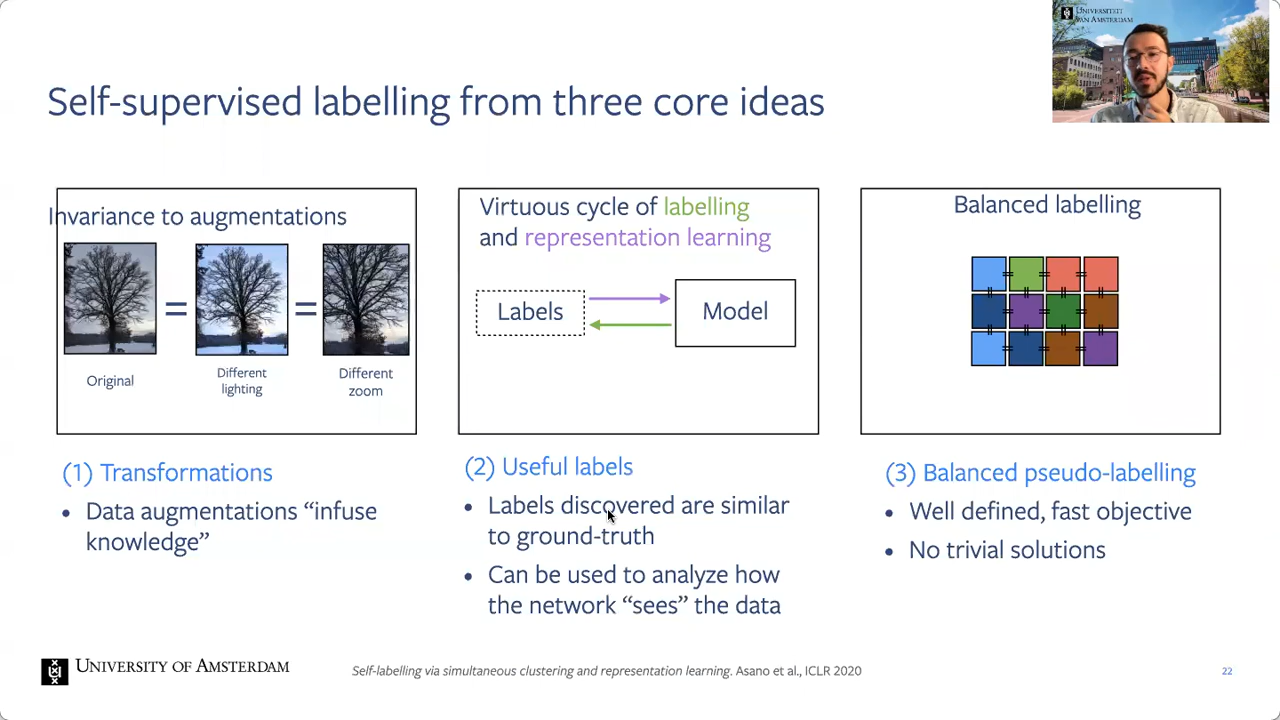 UNIVERSITEIT
VAN AMSTERDAM
Self-supervised labelling from three core ideas
Invariance to augmentations
=
=
Original
Different
lighting
Different
zoom
Virtuous cycle of labelling
and representation learning
Labels
Model
Balanced labelling
(1) Transformations
• Data augmentations “infuse
knowledge”
(2) Useful labels
• Labels discovered are similar
to ground-truth
• Can be used to analyze how
the network “sees” the data
(3) Balanced pseudo-labelling
• Well defined, fast objective
• No trivial solutions
UNIVERSITY OF AMSTERDAM
Self-labelling via simultaneous clustering and representation learning. Asano et al., ICLR 2020
22